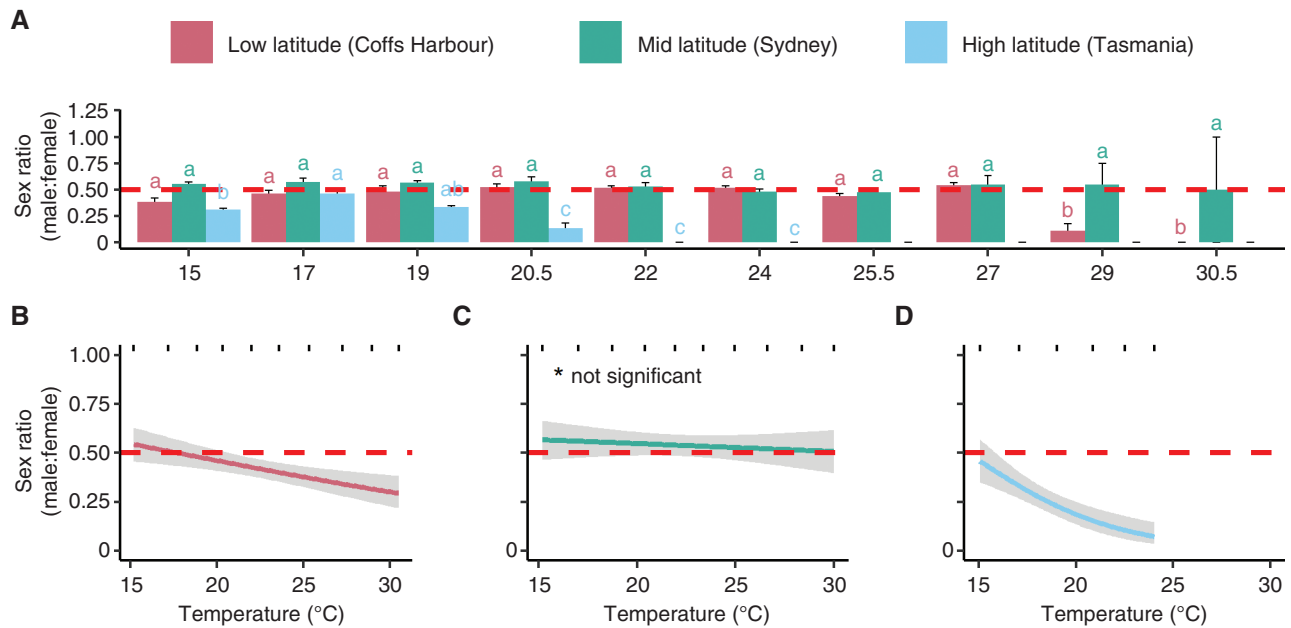 A
Low latitude (Coffs Harbour)
Mid latitude (Sydney)
High latitude (Tasmania)
Sex ratio
(male:female)
1.25
1.00
0.75
0.50
0.25
0
a a b
a a a
a a ab
a a c
a a c
a a c
a a
a a
b a
b a
15 17 19 20.5 22 24 25.5 27 29 30.5
B
Sex ratio
(male:female)
1.00
0.75
0.50
0.25
0
15 20 25 30
Temperature (°C)
C
* not significant
0
15 20 25 30
Temperature (°C)
D
0
15 20 25 30
Temperature (°C)